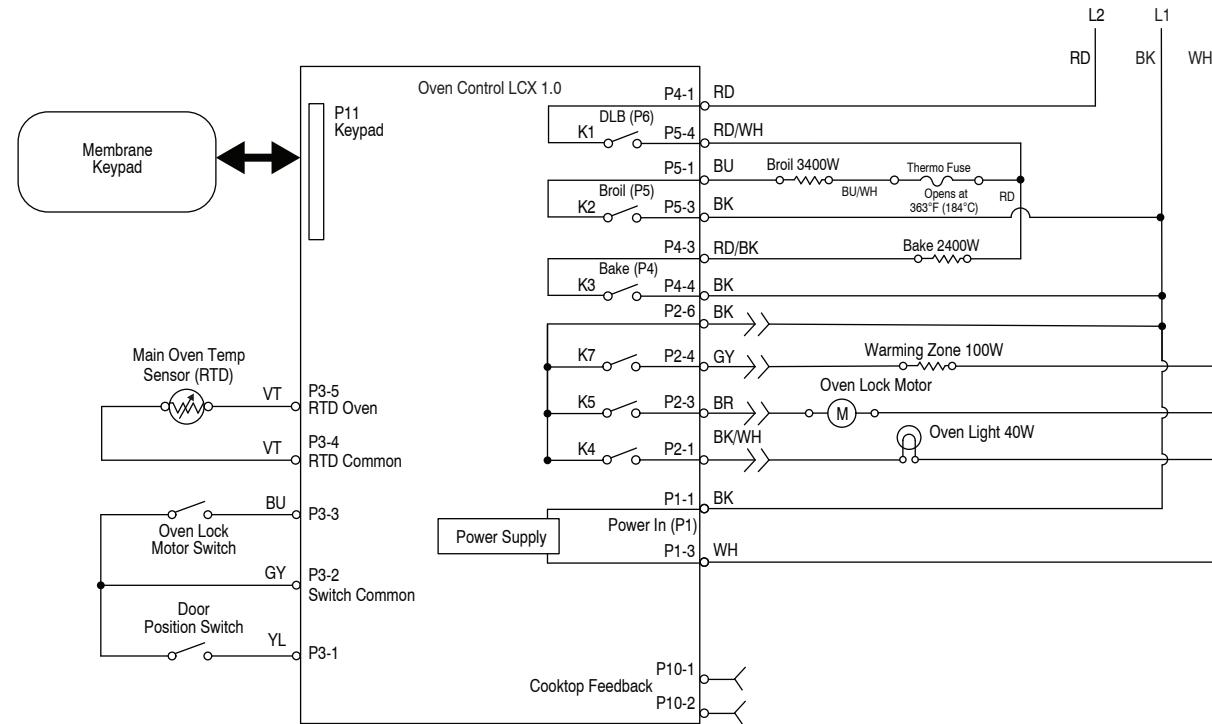 L2 L1
RD BK WH
Oven Control LCX 1.0
P11
Keypad
Membrane
Keypad
P4-1 RD
DLB (P6)
K1 P5-4 RD/WH
P5-1 BU Broil 3400W Thermo Fuse
Broil (P5) BU/WH Opens at RD
363°F (184°C)
K2 P5-3 BK
P4-3 RD/BK Bake 2400W
Bake (P4)
K3 P4-4 BK
P2-6 BK
K7 P2-4 GY Warming Zone 100W
Oven Lock Motor
K5 P2-3 BR M
BK/WH Oven Light 40W
K4 P2-1
Main Oven Temp
Sensor (RTD)
VT P3-5
RTD Oven
VT P3-4
RTD Common
BU P3-3
Oven Lock
Motor Switch
GY P3-2
Switch Common
Door
Position Switch
YL P3-1
P1-1 BK
Power Supply Power In (P1)
P1-3 WH
P10-1
Cooktop Feedback
P10-2